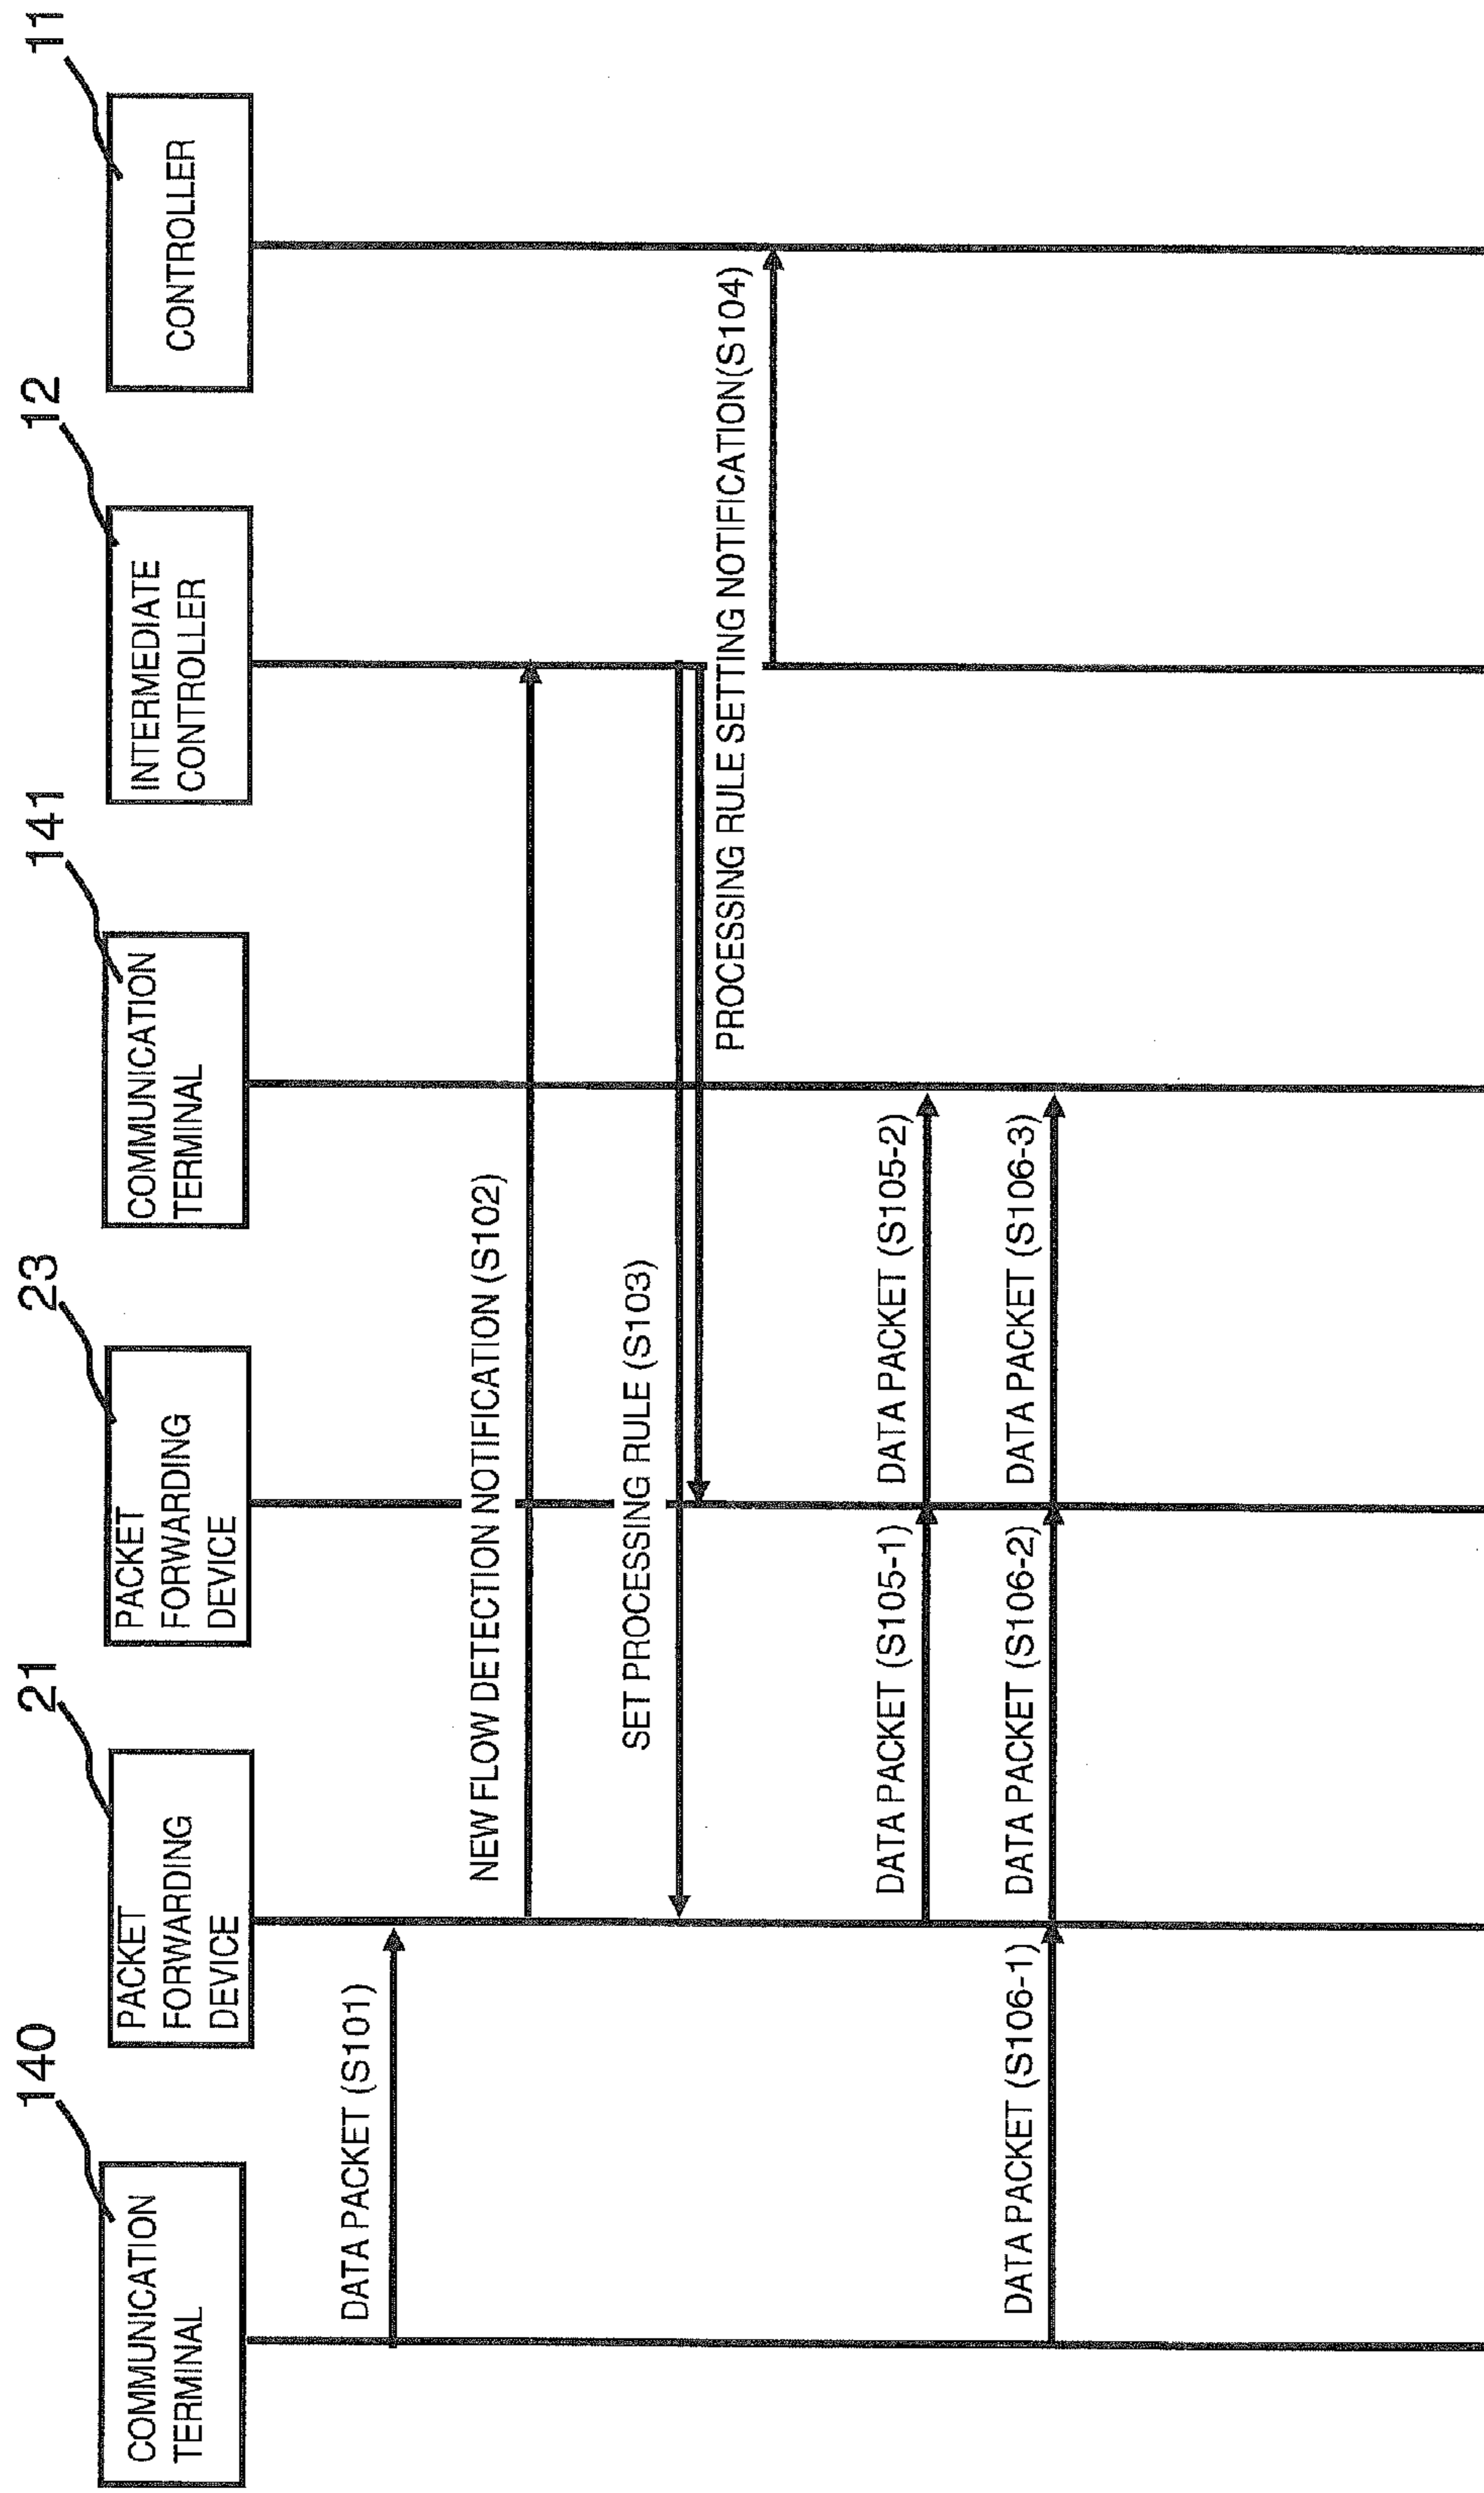 140
COMMUNICATION
TERMINAL
21
PACKET
FORWARDING
DEVICE
23
PACKET
FORWARDING
DEVICE
141
COMMUNICATION
TERMINAL
12
INTERMEDIATE
CONTROLLER
11
CONTROLLER
DATA PACKET (S101)
NEW FLOW DETECTION NOTIFICATION (S102)
SET PROCESSING RULE (S103)
PROCESSING RULE SETTING NOTIFICATION(S104)
DATA PACKET (S105-1)
DATA PACKET (S105-2)
DATA PACKET (S106-1)
DATA PACKET (S106-2)
DATA PACKET (S106-3)